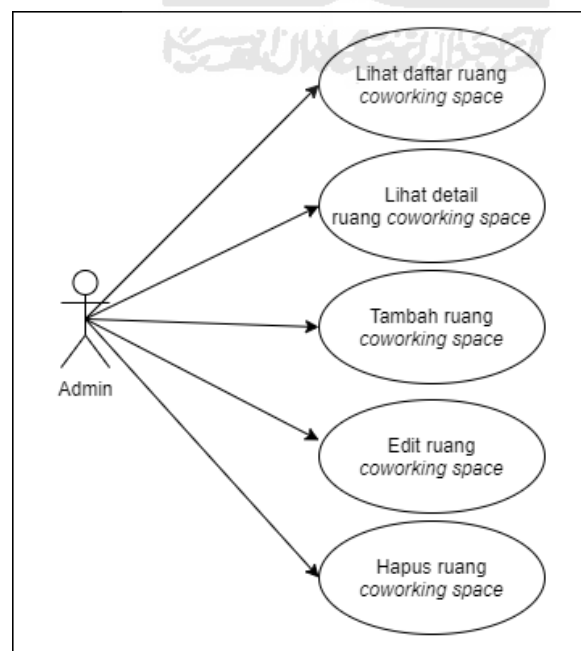 Lihat daftar ruang
coworking space
Lihat detail
ruang coworking space
Tambah ruang
coworking space
Admin
Edit ruang
coworking space
Hapus ruang
coworking space